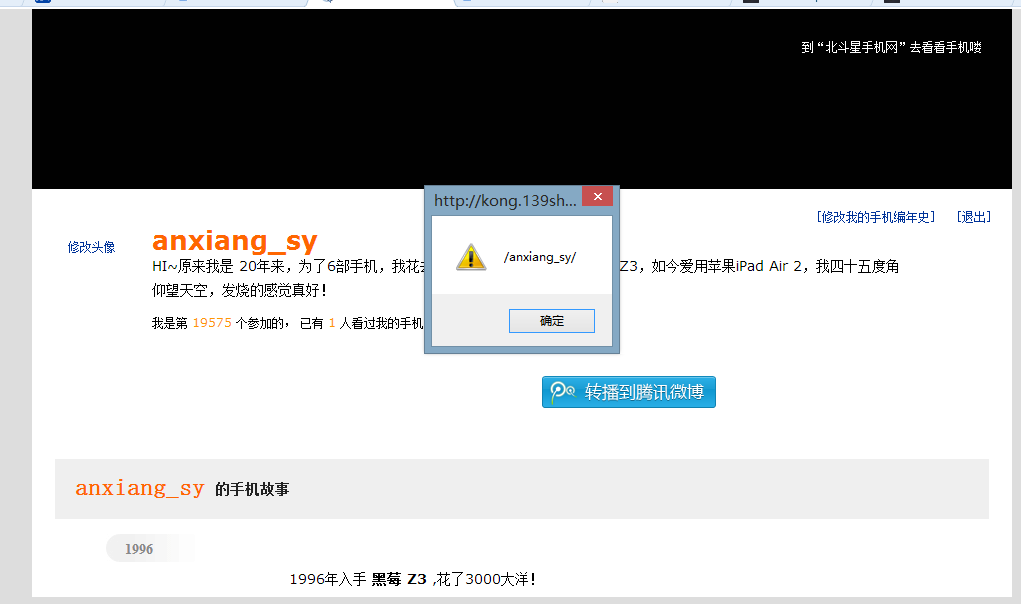 到“北斗星手机网”去看看手机喽
http://kong.139sh...
[修改我的手机编年史] [退出]
修改头像
anxiang_sy
/anxiang_sy/
HI~原来我是 20年来，为了6部手机，我花 Z3，如今爱用苹果iPad Air 2，我四十五度角
仰望天空，发烧的感觉真好！
确定
我是第 19575 个参加的， 已有 1 人看过我的手机
转播到腾讯微博
anxiang_sy 的手机故事
1996
1996年入手 黑莓 Z3 ,花了3000大洋！